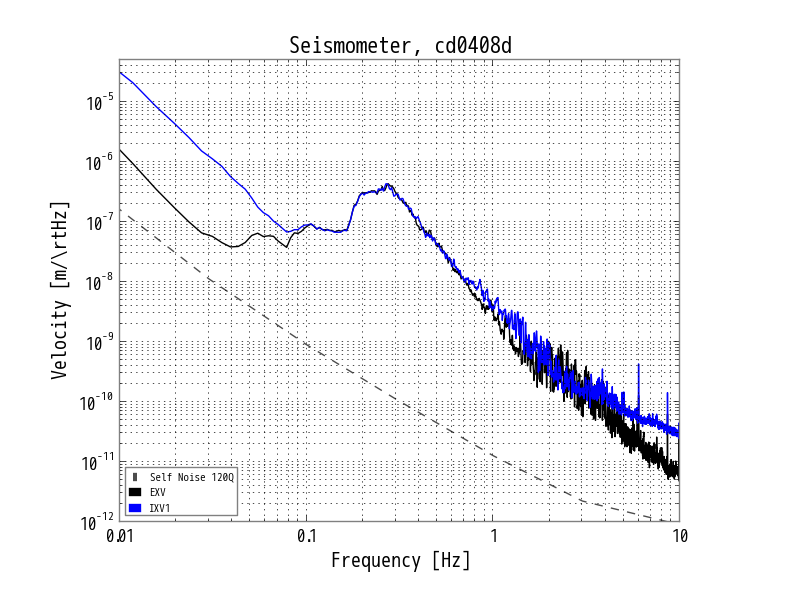 Seismometer, cd0408d
Velocity [m/\rtHz]
10^-5
10^-6
10^-7
10^-8
10^-9
10^-10
10^-11
10^-12
Self Noise 120Q
EXV
IXV1
0.01 0.1 1 10
Frequency [Hz]